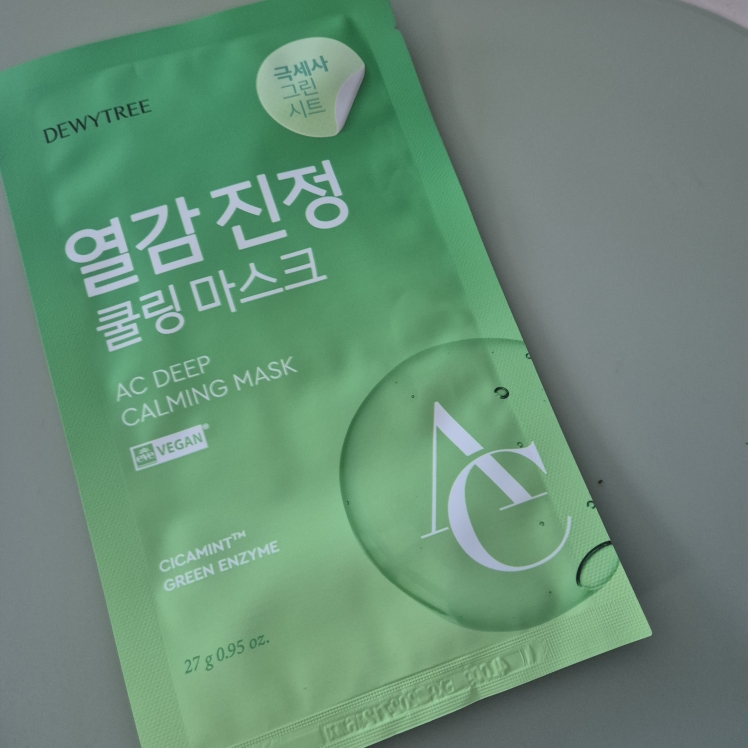 DEWYTREE
극세사
그린
시트
열감 진정
쿨링 마스크
AC DEEP
CALMING MASK
eve VEGAN®
CICAMINT™
GREEN ENZYME
AC
27 g 0.95 oz.